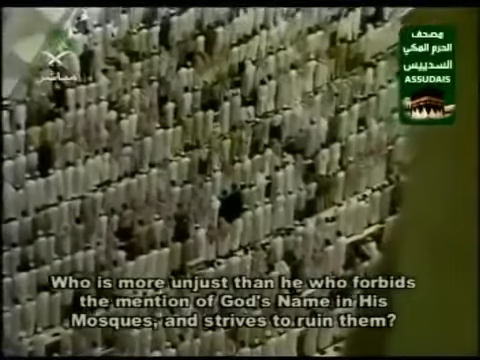 مصحف
الحرم المكي
السديس
ASSUDAIS
مباشر
Who is more unjust than he who forbids
the mention of God's Name in His
Mosques, and strives to ruin them?